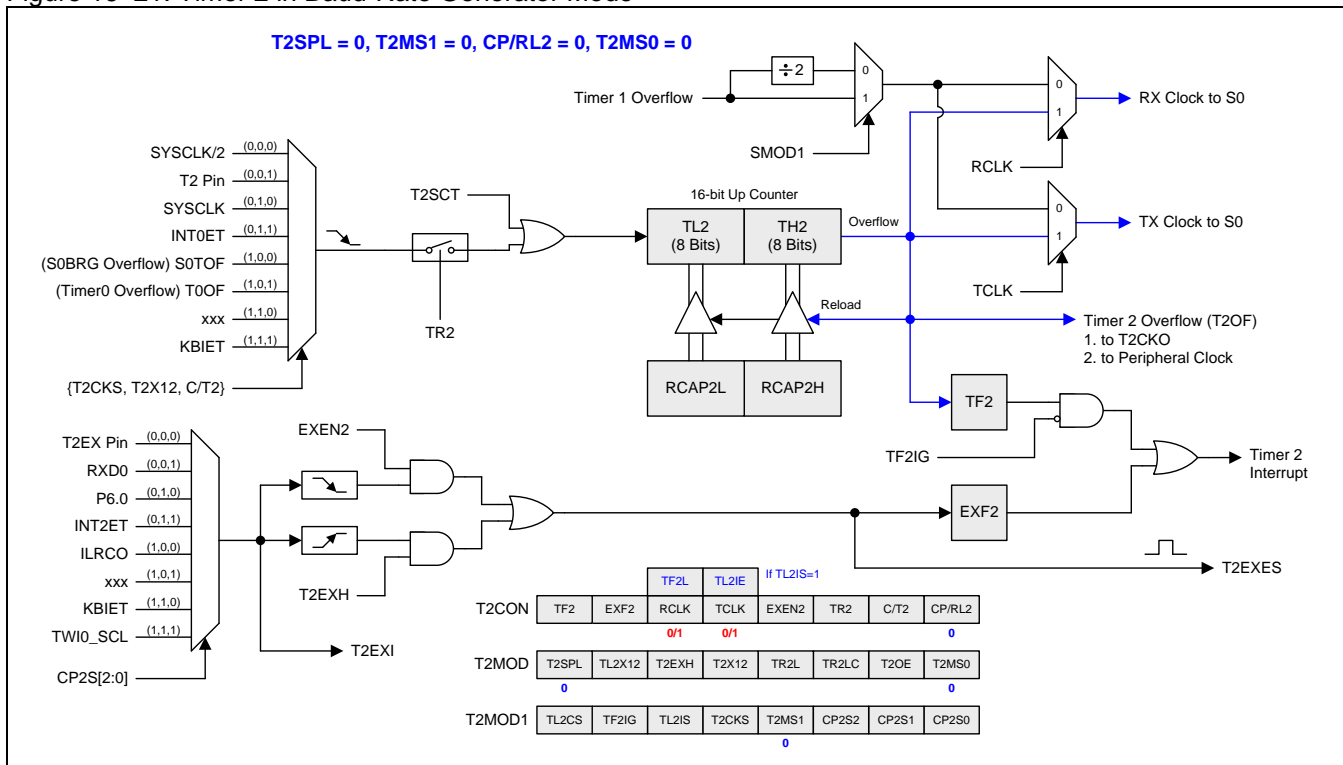 Figure 16–21. Timer 2 in Baud-Rate Generator Mode
T2SPL = 0, T2MS1 = 0, CP/RL2 = 0, T2MS0 = 0
÷ 2
0
1
Timer 1 Overflow
SMOD1
0
1
RX Clock to S0
RCLK
0
1
TX Clock to S0
TCLK
SYSCLK/2 (0,0,0)
T2 Pin (0,0,1)
SYSCLK (0,1,0)
INT0ET (0,1,1)
(S0BRG Overflow) S0TOF (1,0,0)
(Timer0 Overflow) T0OF (1,0,1)
xxx (1,1,0)
KBIET (1,1,1)
{T2CKS, T2X12, C/T2}
TR2
T2SCT
16-bit Up Counter
TL2
(8 Bits)
TH2
(8 Bits)
Overflow
Reload
RCAP2L
RCAP2H
Timer 2 Overflow (T2OF)
1. to T2CKO
2. to Peripheral Clock
TF2
TF2IG
Timer 2
Interrupt
EXF2
T2EXES
T2EX Pin (0,0,0)
RXD0 (0,0,1)
P6.0 (0,1,0)
INT2ET (0,1,1)
ILRCO (1,0,0)
xxx (1,0,1)
KBIET (1,1,0)
TWI0_SCL (1,1,1)
CP2S[2:0]
EXEN2
T2EXH
T2EXI
TF2L TL2IE If TL2IS=1
T2CON TF2 EXF2 RCLK TCLK EXEN2 TR2 C/T2 CP/RL2
0/1 0/1 0
T2MOD T2SPL TL2X12 T2EXH T2X12 TR2L TR2LC T2OE T2MS0
0 0
T2MOD1 TL2CS TF2IG TL2IS T2CKS T2MS1 CP2S2 CP2S1 CP2S0
0